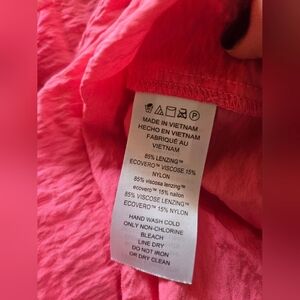 MADE IN VIETNAM
HECHO EN VIETNAM
FABRIQUÉ AU
VIETNAM
85% LENZING™
ECOVERO™ VISCOSE 15%
NYLON
85% viscosa lenzing™
ecovero™ 15% nailon
85% VISCOSE LENZING™
ECOVERO™ 15% NYLON
HAND WASH COLD
ONLY NON-CHLORINE
BLEACH
LINE DRY
DO NOT IRON
OR DRY CLEAN